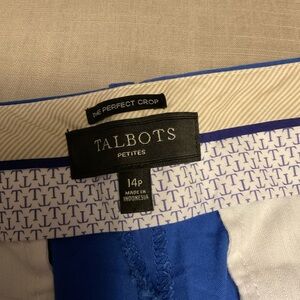 THE PERFECT CROP
TALBOTS
PETITES
14P
MADE IN
INDONESIA